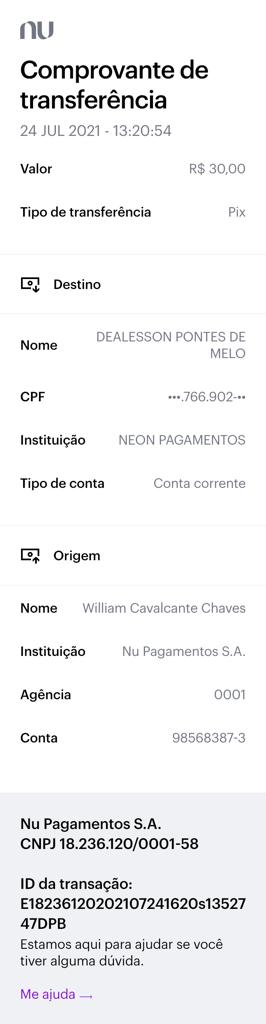 nu
Comprovante de
transferência
24 JUL 2021 - 13:20:54
Valor R$ 30,00
Tipo de transferência Pix
Destino
Nome DEALESSON PONTES DE
MELO
CPF •••.766.902-••
Instituição NEON PAGAMENTOS
Tipo de conta Conta corrente
Origem
Nome William Cavalcante Chaves
Instituição Nu Pagamentos S.A.
Agência 0001
Conta 98568387-3
Nu Pagamentos S.A.
CNPJ 18.236.120/0001-58
ID da transação:
E18236120202107241620s13527
47DPB
Estamos aqui para ajudar se você
tiver alguma dúvida.
Me ajuda →